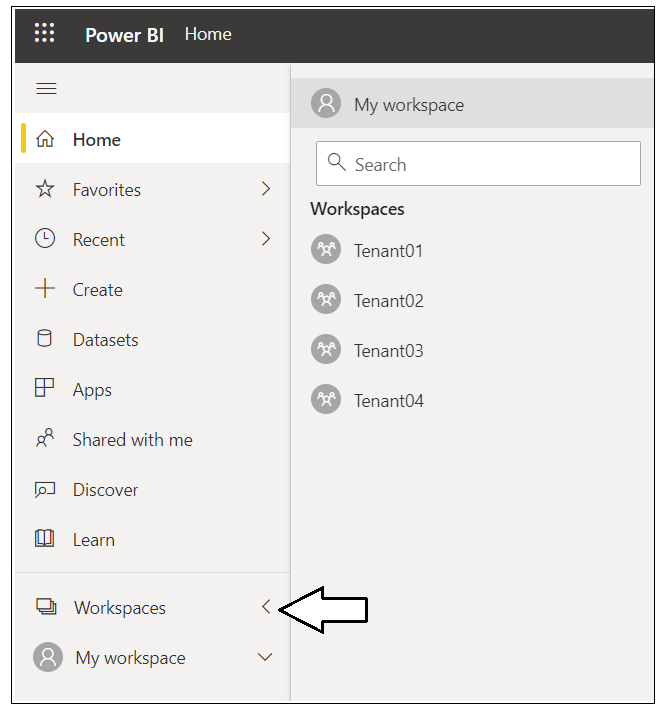 Power BI Home
Home
Favorites
Recent
Create
Datasets
Apps
Shared with me
Discover
Learn
Workspaces
My workspace
My workspace
Search
Workspaces
Tenant01
Tenant02
Tenant03
Tenant04